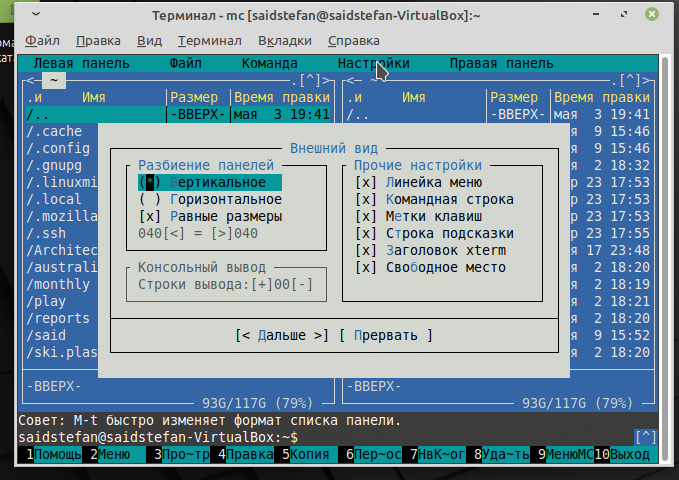 Терминал - mc [saidstefan@saidstefan-VirtualBox]:~
Файл Правка Вид Терминал Вкладки Справка
Левая панель Файл Команда Настройки Правая панель
<─ ~ .[^]> <─ ~ .[^]>
.и Имя Размер Время правки .и Имя Размер Время правки
/.. -ВВЕРХ- мая 3 19:41 /.. -ВВЕРХ- мая 3 19:41
/.cache 9 15:46
/.config Внешний вид 9 15:46
/.gnupg Разбиение панелей Прочие настройки 2 18:32
/.linuxmi (*) Вертикальное [x] Линейка меню р 23 17:53
/.local ( ) Горизонтальное [x] Командная строка р 23 17:53
/.mozilla [x] Равные размеры [x] Метки клавиш р 23 17:53
/.ssh 040[<] = [>]040 [x] Строка подсказки р 23 17:55
/Architec [x] Заголовок xterm я 17 23:48
/australi Консольный вывод [x] Свободное место я 2 18:20
/monthly Строки вывода:[+]00[-] я 2 18:19
/play я 2 18:21
/reports я 2 18:20
/said [< Дальше >] [ Прервать ] я 9 15:52
/ski.plas я 2 18:20
-ВВЕРХ- -ВВЕРХ-
93G/117G (79%) 93G/117G (79%)
Совет: M-t быстро изменяет формат списка панели.
saidstefan@saidstefan-VirtualBox:~$ [^]
1Помощь 2Меню 3Про~тр 4Правка 5Копия 6Пер~ос 7НвК~ог 8Уда~ть 9МенюMC 10Выход